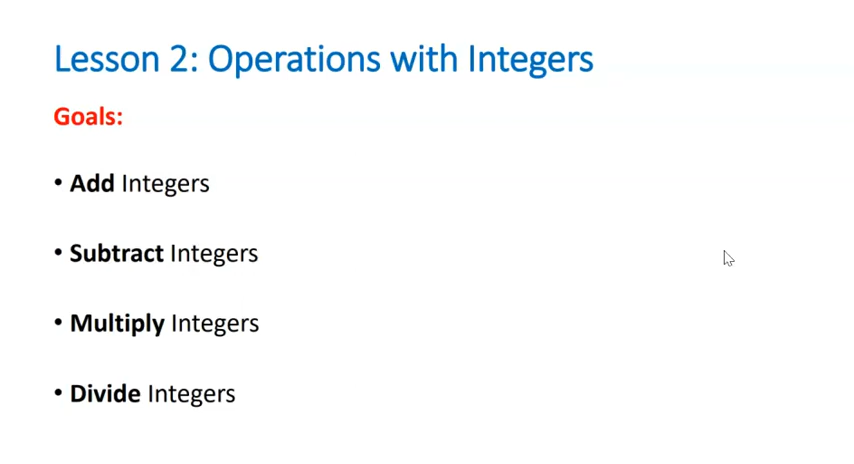 Lesson 2: Operations with Integers
Goals:
• Add Integers
• Subtract Integers
• Multiply Integers
• Divide Integers